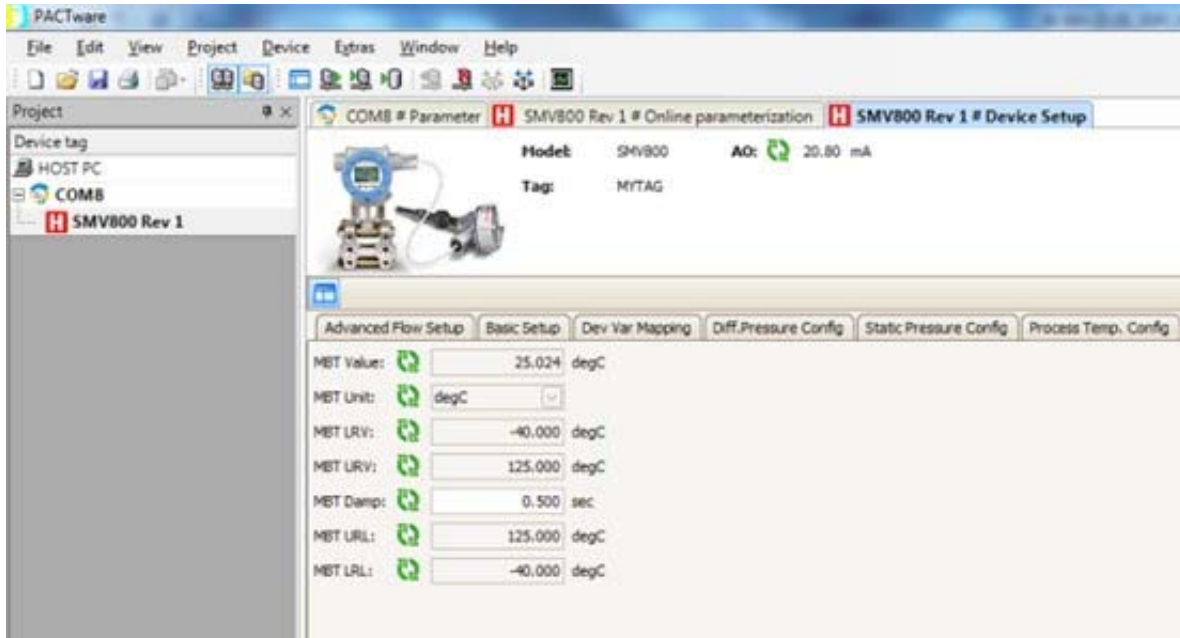 PACTware
File Edit View Project Device Extras Window Help
Project
Device tag
HOST PC
COM8
SMV800 Rev 1
COM8 # Parameter
SMV800 Rev 1 # Online parameterization
SMV800 Rev 1 # Device Setup
Model: SMV800 AO: 20.80 mA
Tag: MYTAG
Advanced Flow Setup Basic Setup Dev Var Mapping Diff.Pressure Config Static Pressure Config Process Temp. Config
MBT Value: 25.024 degC
MBT Unit: degC
MBT LRV: -40.000 degC
MBT URV: 125.000 degC
MBT Damp: 0.500 sec
MBT URL: 125.000 degC
MBT LRL: -40.000 degC